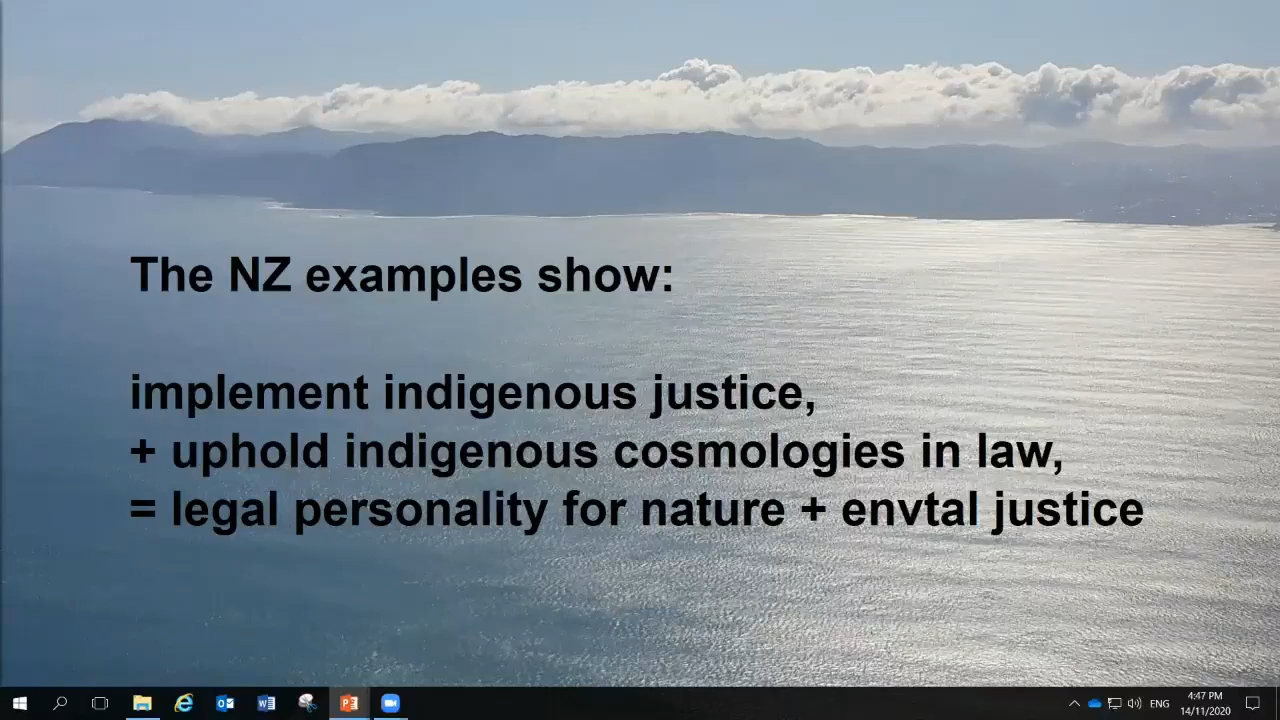 The NZ examples show:
implement indigenous justice,
+ uphold indigenous cosmologies in law,
= legal personality for nature + envtal justice
ENG
4:47 PM
14/11/2020